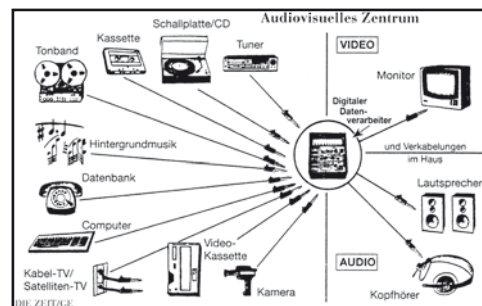 Audiovisuelles Zentrum
Schallplatte/CD
Kassette
Tuner
Tonband
VIDEO
Monitor
Digitaler
Daten-
verarbeiter
Hintergrundmusik
und Verkabelungen
im Haus
Datenbank
Lautsprecher
Computer
Video-
Kassette
Kabel-TV/
Satelliten-TV
AUDIO
Kamera
Kopfhörer
DIE ZEIT/GE